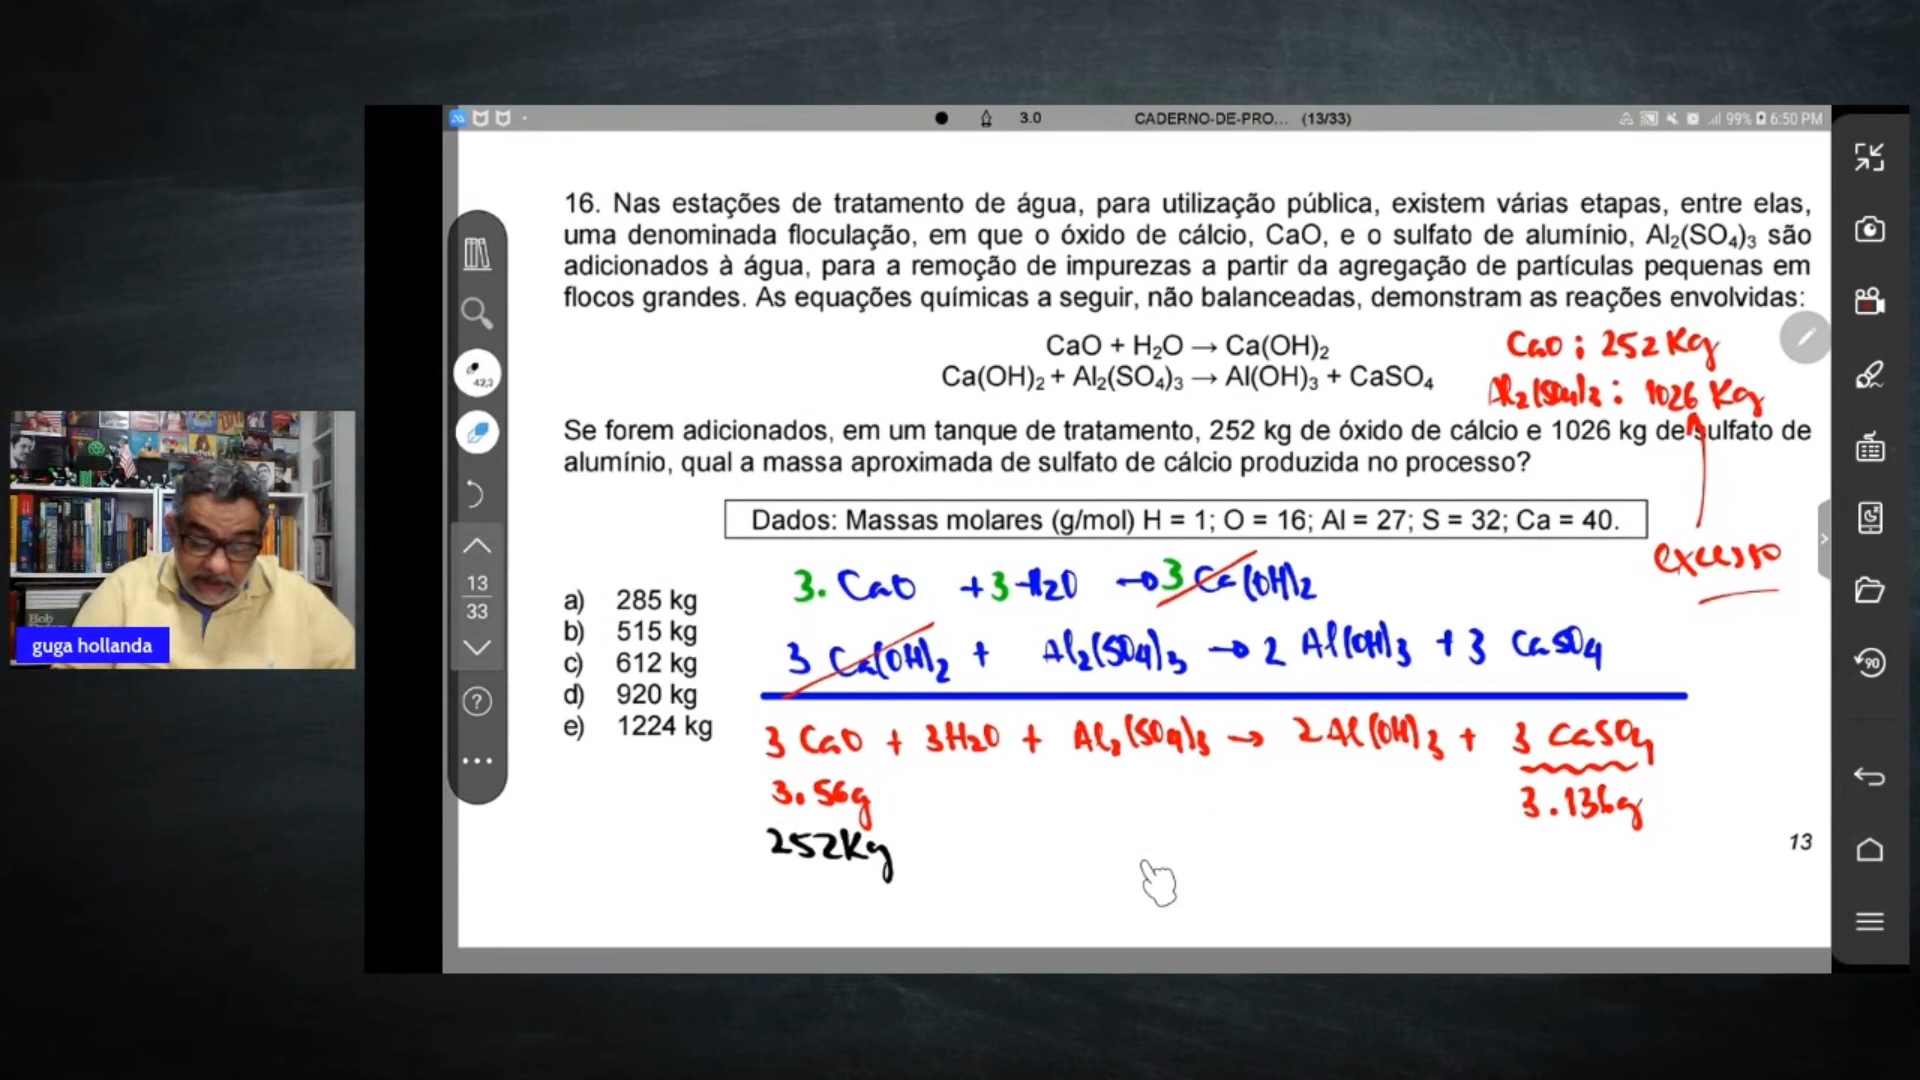 3.0 CADERNO-DE-PRO... (13/33) 99% 6:50 PM
16. Nas estações de tratamento de água, para utilização pública, existem várias etapas, entre elas,
uma denominada floculação, em que o óxido de cálcio, CaO, e o sulfato de alumínio, Al₂(SO₄)₃ são
adicionados à água, para a remoção de impurezas a partir da agregação de partículas pequenas em
flocos grandes. As equações químicas a seguir, não balanceadas, demonstram as reações envolvidas:
CaO + H₂O → Ca(OH)₂
Ca(OH)₂ + Al₂(SO₄)₃ → Al(OH)₃ + CaSO₄
CaO : 252 Kg
Al₂(SO₄)₃ : 1026 Kg
Se forem adicionados, em um tanque de tratamento, 252 kg de óxido de cálcio e 1026 kg de sulfato de
alumínio, qual a massa aproximada de sulfato de cálcio produzida no processo?
Dados: Massas molares (g/mol) H = 1; O = 16; Al = 27; S = 32; Ca = 40.
excesso
a) 285 kg
b) 515 kg
c) 612 kg
d) 920 kg
e) 1224 kg
3. CaO + 3 H₂O → 3 Ca(OH)₂
3 Ca(OH)₂ + Al₂(SO₄)₃ → 2 Al(OH)₃ + 3 CaSO₄
3 CaO + 3H₂O + Al₂(SO₄)₃ → 2Al(OH)₃ + 3 CaSO₄
3.56g 3.136g
252Kg
13
42,3
13
33
?
90
Bob
guga hollanda